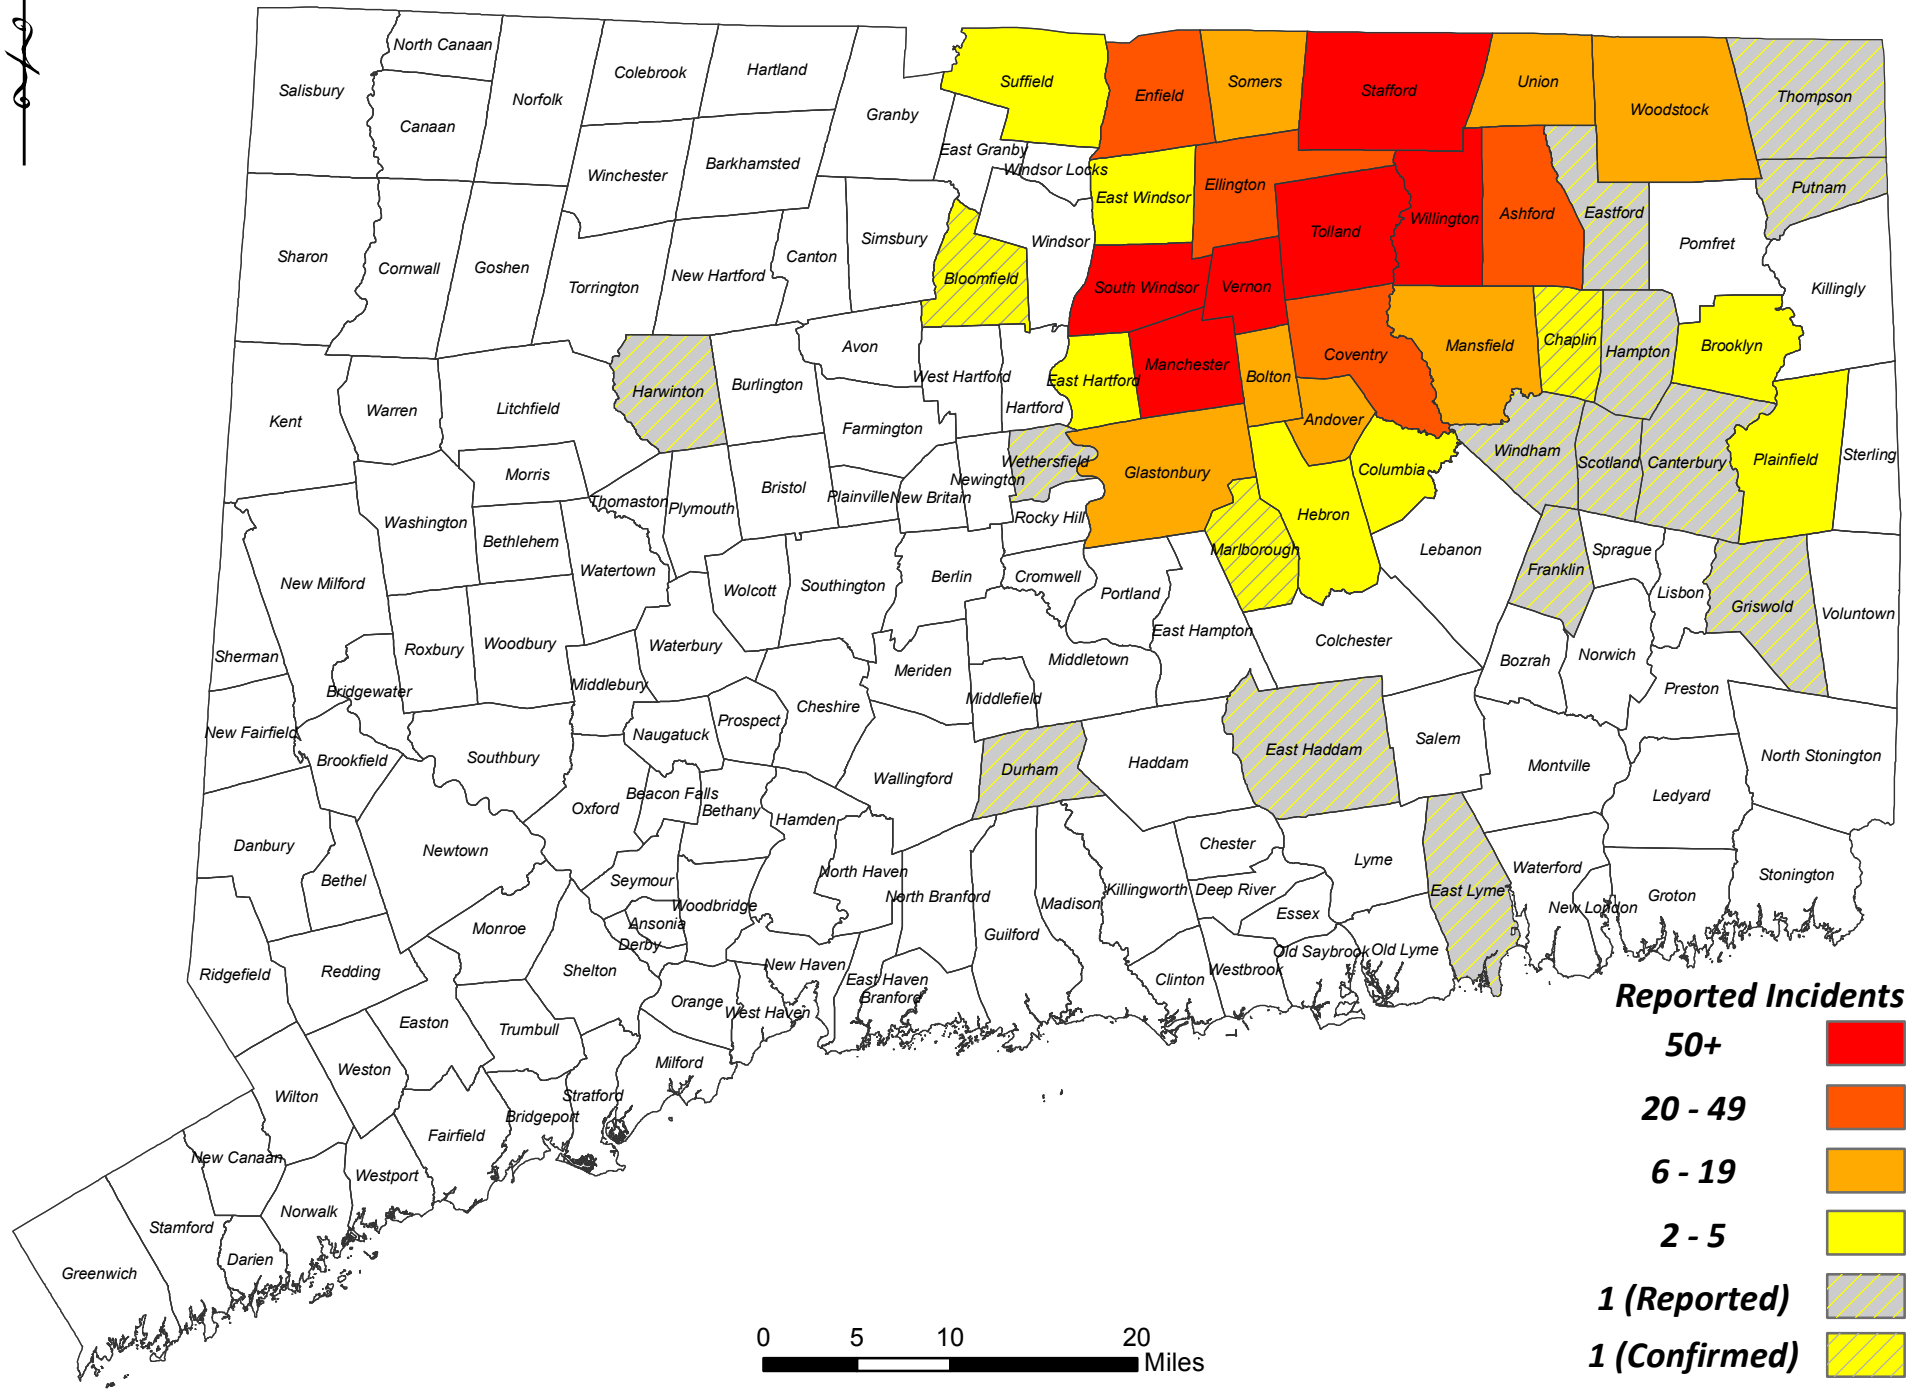 North Canaan
Salisbury
Colebrook
Hartland
Norfolk
Canaan
Granby
Suffield
Enfield
Somers
Stafford
Union
Woodstock
Thompson
East Granby
Windsor Locks
Winchester
Barkhamsted
East Windsor
Ellington
Willington
Ashford
Eastford
Putnam
Sharon
Cornwall
Goshen
Torrington
New Hartford
Canton
Simsbury
Bloomfield
Windsor
Tolland
Pomfret
South Windsor
Vernon
Killingly
Avon
West Hartford
Hartford
East Hartford
Manchester
Bolton
Coventry
Mansfield
Chaplin
Hampton
Brooklyn
Kent
Warren
Litchfield
Harwinton
Burlington
Farmington
Andover
Morris
Thomaston
Plymouth
Bristol
Plainville
New Britain
Newington
Wethersfield
Glastonbury
Columbia
Windham
Scotland
Canterbury
Plainfield
Sterling
Washington
Bethlehem
Watertown
Rocky Hill
Hebron
Marlborough
Lebanon
Franklin
Sprague
New Milford
Wolcott
Southington
Berlin
Cromwell
Portland
Lisbon
Griswold
Voluntown
Sherman
Roxbury
Woodbury
Waterbury
East Hampton
Colchester
Bozrah
Norwich
Bridgewater
Middlebury
Meriden
Middletown
Middlefield
Preston
New Fairfield
Brookfield
Southbury
Naugatuck
Prospect
Cheshire
Wallingford
Durham
Haddam
East Haddam
Salem
Montville
North Stonington
Oxford
Beacon Falls
Bethany
Hamden
Ledyard
Danbury
Bethel
Newtown
Seymour
North Haven
North Branford
Chester
Lyme
Waterford
Stonington
Woodbridge
Ansonia
Derby
Madison
Killingworth
Deep River
Essex
East Lyme
New London
Groton
Ridgefield
Redding
Monroe
Shelton
Guilford
New Haven
East Haven
Branford
Clinton
Westbrook
Old Saybrook
Old Lyme
Orange
West Haven
Easton
Trumbull
Weston
Milford
Wilton
Stratford
Bridgeport
Fairfield
New Canaan
Westport
Norwalk
Stamford
Darien
Greenwich
Reported Incidents
50+
20 - 49
6 - 19
2 - 5
1 (Reported)
1 (Confirmed)
0 5 10 20
Miles